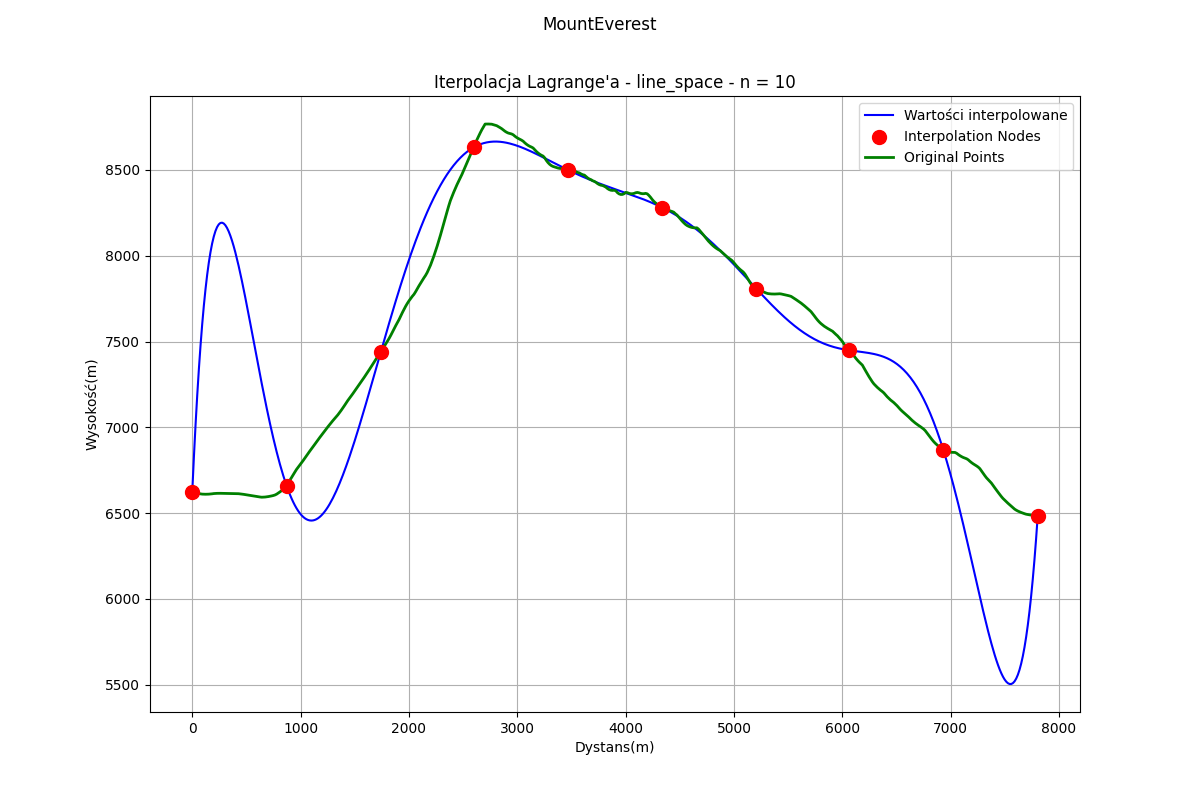 MountEverest
Iterpolacja Lagrange'a - line_space - n = 10
Wartości interpolowane
Interpolation Nodes
Original Points
Wysokość(m)
8500
8000
7500
7000
6500
6000
5500
0 1000 2000 3000 4000 5000 6000 7000 8000
Dystans(m)